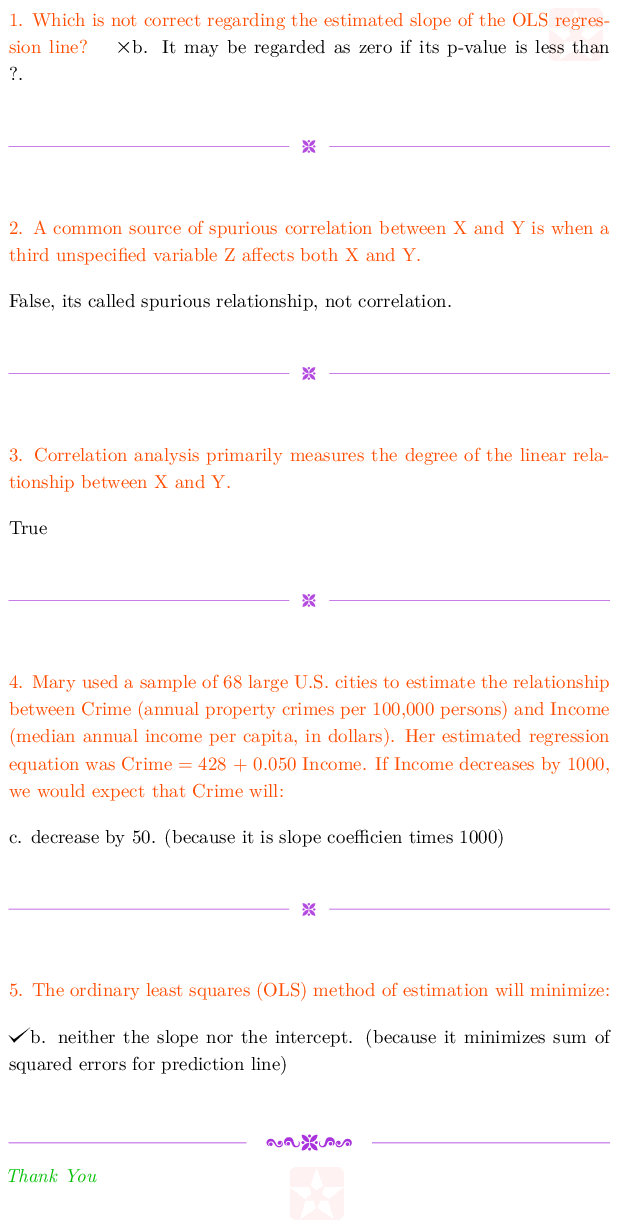 1. Which is not correct regarding the estimated slope of the OLS regres-
sion line? ×b. It may be regarded as zero if its p-value is less than
?.
2. A common source of spurious correlation between X and Y is when a
third unspecified variable Z affects both X and Y.
False, its called spurious relationship, not correlation.
3. Correlation analysis primarily measures the degree of the linear rela-
tionship between X and Y.
True
4. Mary used a sample of 68 large U.S. cities to estimate the relationship
between Crime (annual property crimes per 100,000 persons) and Income
(median annual income per capita, in dollars). Her estimated regression
equation was Crime = 428 + 0.050 Income. If Income decreases by 1000,
we would expect that Crime will:
c. decrease by 50. (because it is slope coefficien times 1000)
5. The ordinary least squares (OLS) method of estimation will minimize:
✓b. neither the slope nor the intercept. (because it minimizes sum of
squared errors for prediction line)
Thank You